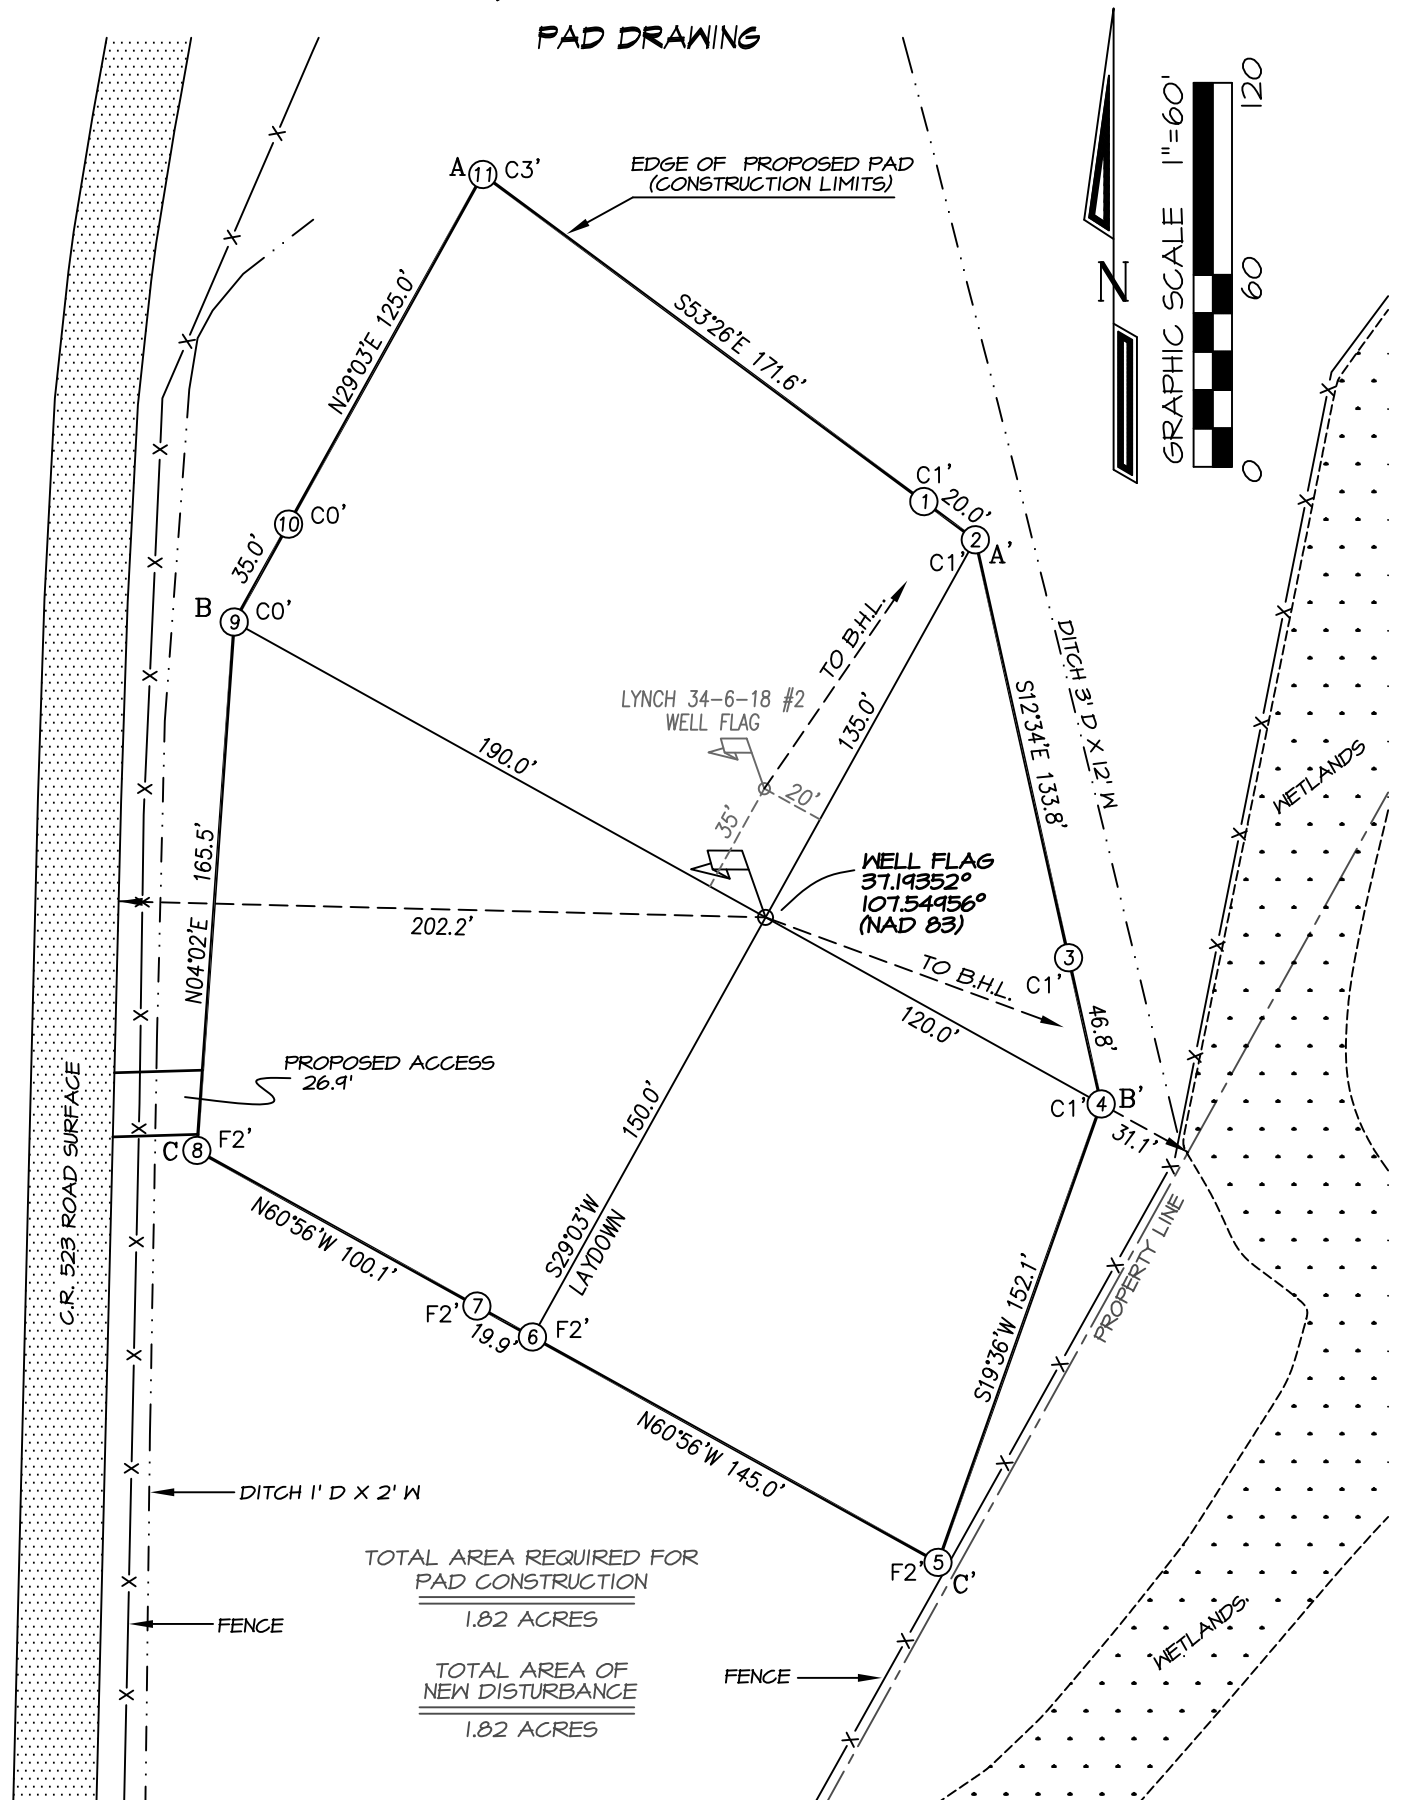 PAD DRAWING
A 11 C3'
EDGE OF PROPOSED PAD
(CONSTRUCTION LIMITS)
N29°03'E 125.0'
S53°26'E 171.6'
GRAPHIC SCALE 1"=60'
0
60
120
N
C1'
1
20.0'
2
C1'
A'
10 C0'
35.0'
B
9 C0'
TO B.H.L.
LYNCH 34-6-18 #2
WELL FLAG
135.0'
190.0'
20'
35'
S12°34'E 133.8'
DITCH 3' D X 12' W
WETLANDS
WELL FLAG
37.19352°
107.54956°
(NAD 83)
N04°02'E 165.5'
202.2'
TO B.H.L.
3
C1'
120.0'
46.8'
C1'
4
B'
31.1'
PROPOSED ACCESS
26.9'
C 8 F2'
C.R. 523 ROAD SURFACE
150.0'
S29°03'W
LAYDOWN
N60°56'W 100.1'
F2'
7
19.9'
6
F2'
S19°36'W 152.1'
PROPERTY LINE
N60°56'W 145.0'
DITCH 1' D X 2' W
F2'
5
C'
TOTAL AREA REQUIRED FOR
PAD CONSTRUCTION
1.82 ACRES
FENCE
TOTAL AREA OF
NEW DISTURBANCE
1.82 ACRES
FENCE
WETLANDS